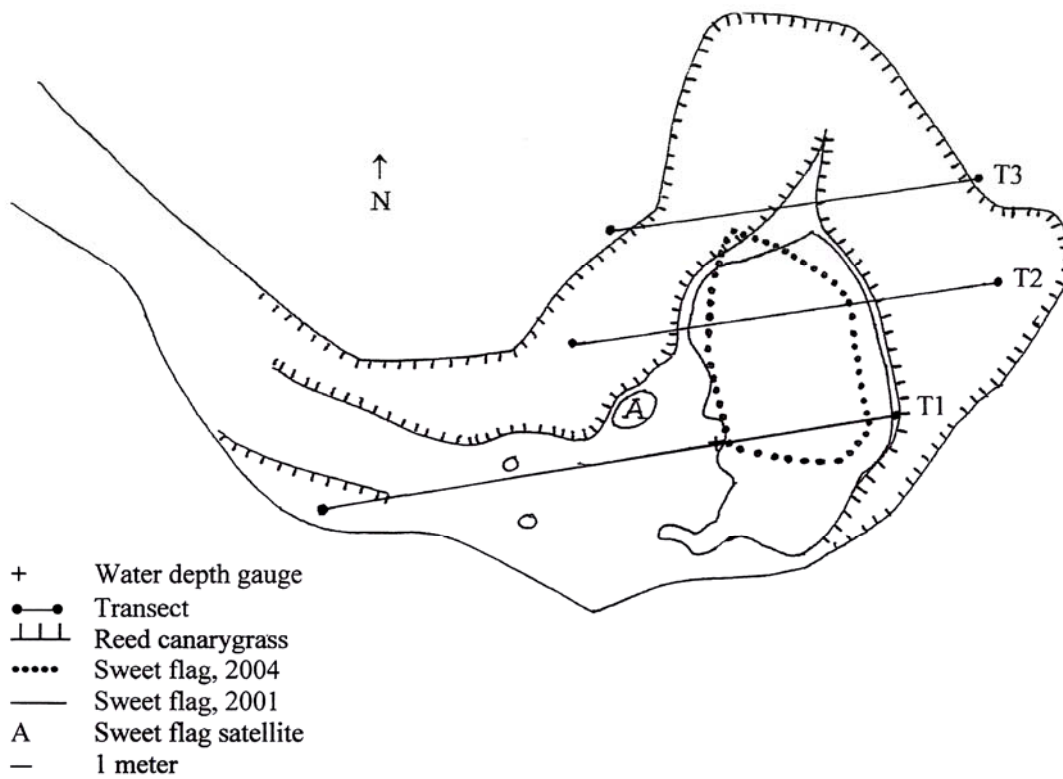 ↑
N
T3
T2
A
T1
+ Water depth gauge
Transect
Reed canarygrass
Sweet flag, 2004
Sweet flag, 2001
A Sweet flag satellite
— 1 meter